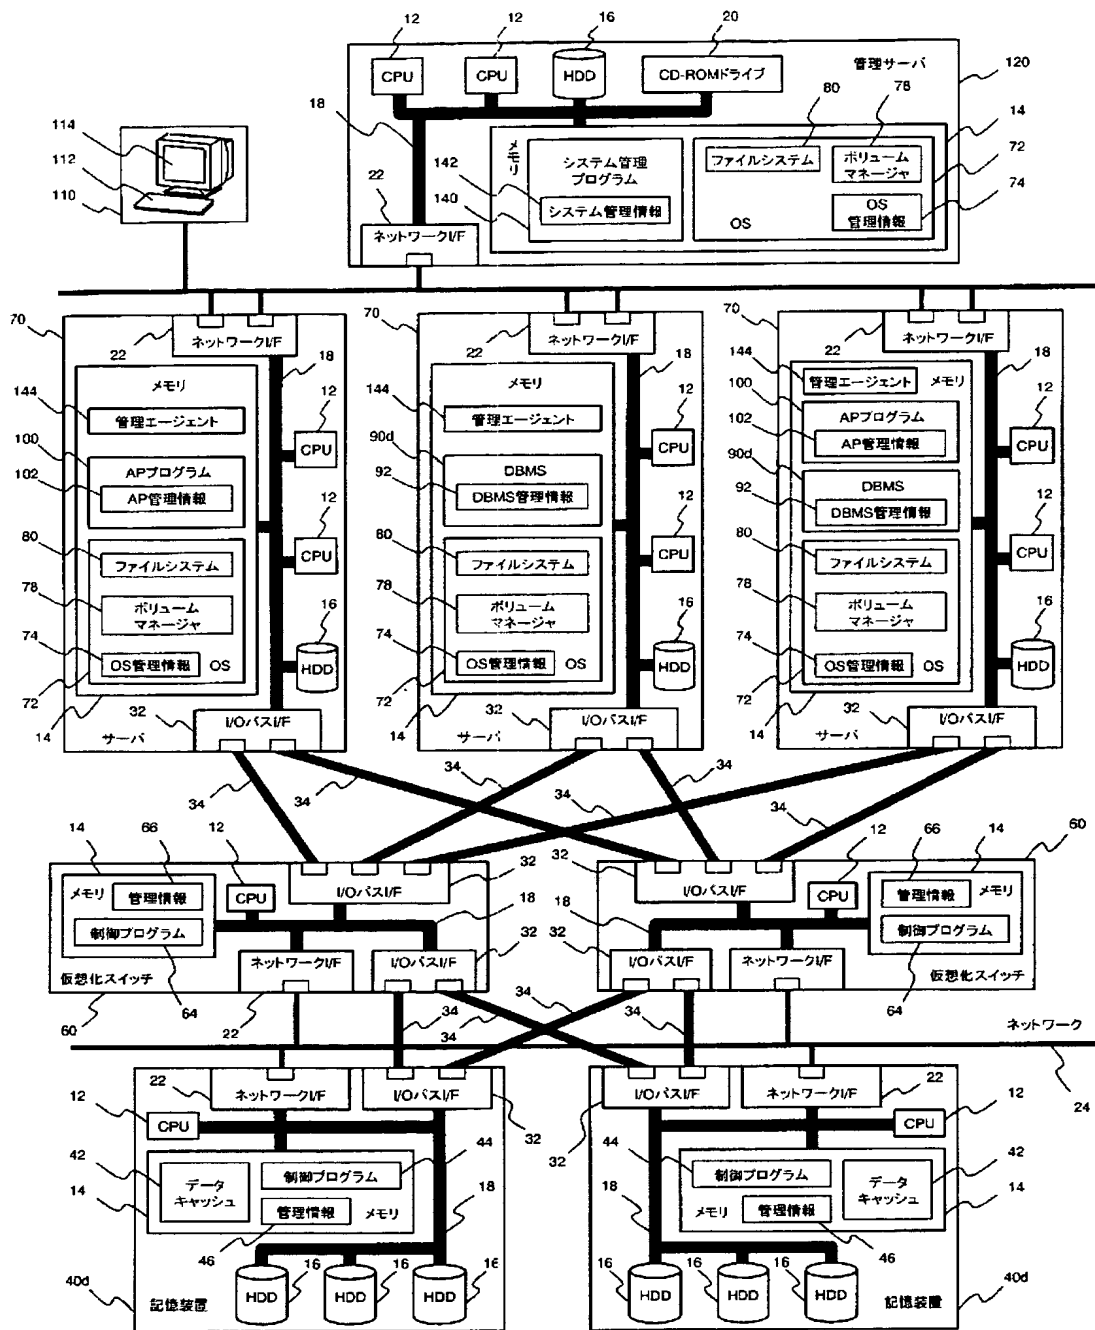 12
12
16
20
CPU
CPU
HDD
CD-ROMドライブ
管理サーバ
120
18
80
78
14
114
112
110
142
140
22
メモリ
システム管理
プログラム
システム管理情報
ファイルシステム
ボリューム
マネージャ
OS
管理情報
OS
72
74
ネットワークI/F
70
22
ネットワークI/F
18
メモリ
144
管理エージェント
12
CPU
100
APプログラム
102
AP管理情報
12
CPU
80
ファイルシステム
78
ボリューム
マネージャ
16
HDD
74
OS管理情報
OS
72
14
サーバ
I/OバスI/F
32
70
22
ネットワークI/F
18
メモリ
144
管理エージェント
12
CPU
90d
DBMS
92
DBMS管理情報
12
CPU
80
ファイルシステム
78
ボリューム
マネージャ
16
HDD
74
OS管理情報
OS
72
14
サーバ
I/OバスI/F
32
70
22
ネットワークI/F
18
144
管理エージェント
メモリ
100
APプログラム
102
AP管理情報
12
CPU
90d
DBMS
92
DBMS管理情報
12
CPU
80
ファイルシステム
78
ボリューム
マネージャ
16
HDD
74
OS管理情報
OS
72
14
サーバ
I/OバスI/F
32
34
34
34
34
34
34
14
66
12
メモリ
管理情報
制御プログラム
CPU
I/OバスI/F
32
18
32
ネットワークI/F
I/OバスI/F
仮想化スイッチ
60
64
22
32
I/OバスI/F
12
66
14
60
CPU
管理情報
メモリ
制御プログラム
18
32
I/OバスI/F
ネットワークI/F
仮想化スイッチ
64
34
34
34
34
ネットワーク
24
22
ネットワークI/F
I/OバスI/F
32
12
CPU
42
44
データ
キャッシュ
制御プログラム
管理情報
メモリ
14
46
18
16
16
16
HDD
HDD
HDD
40d
記憶装置
I/OバスI/F
ネットワークI/F
22
32
12
CPU
44
42
制御プログラム
データ
キャッシュ
メモリ
管理情報
14
18
46
16
16
16
HDD
HDD
HDD
記憶装置
40d